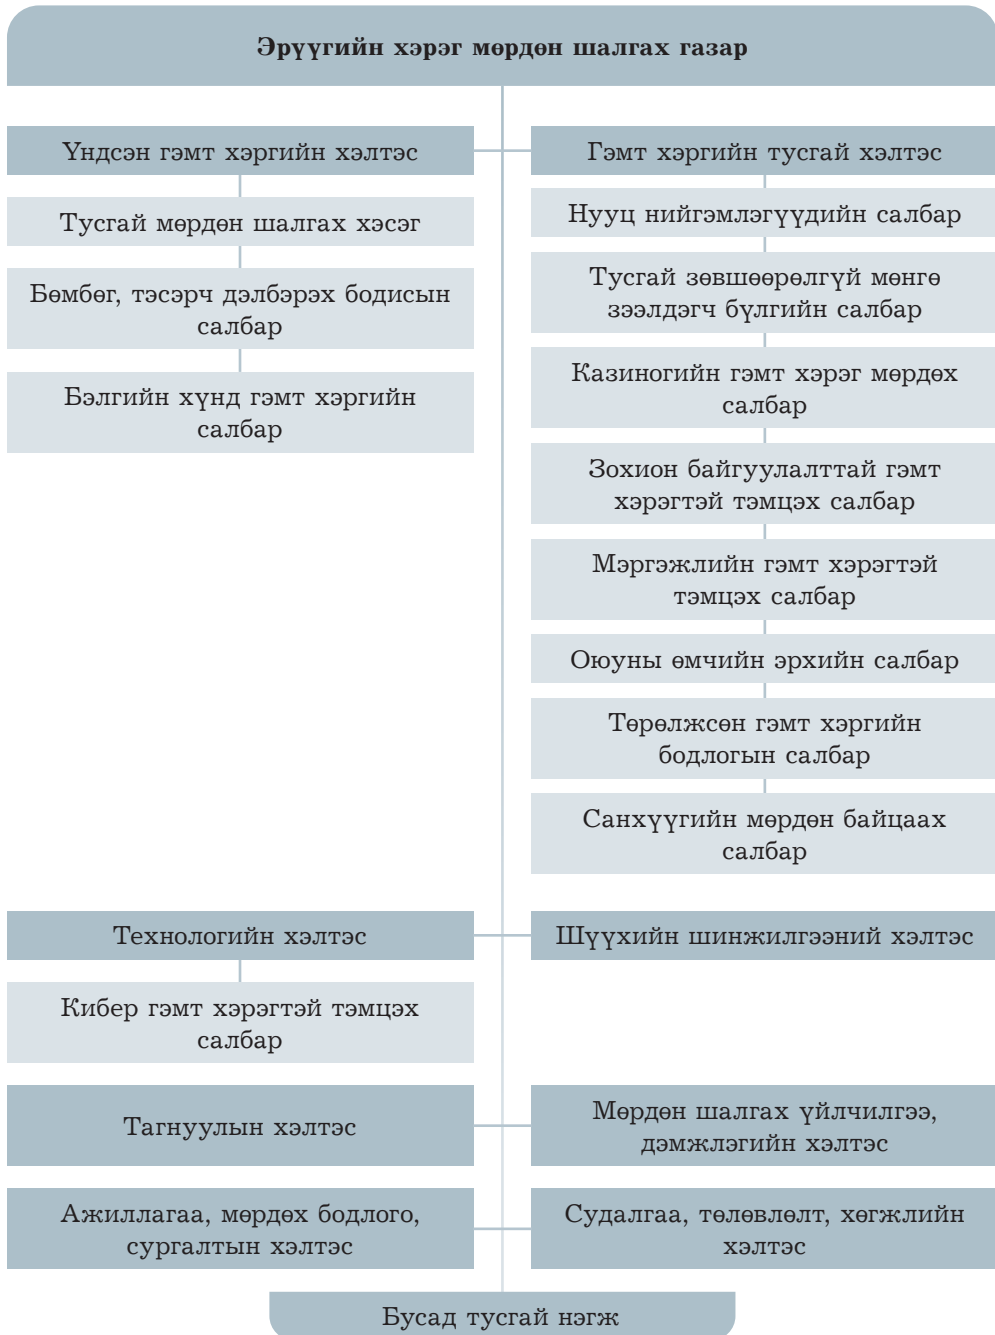 Эрүүгийн хэрэг мөрдөн шалгах газар
Үндсэн гэмт хэргийн хэлтэс
Тусгай мөрдөн шалгах хэсэг
Бөмбөг, тэсэрч дэлбэрэх бодисын
салбар
Бэлгийн хүнд гэмт хэргийн
салбар
Гэмт хэргийн тусгай хэлтэс
Нууц нийгэмлэгүүдийн салбар
Тусгай зөвшөөрөлгүй мөнгө
зээлдэгч бүлгийн салбар
Казиногийн гэмт хэрэг мөрдөх
салбар
Зохион байгуулалттай гэмт
хэрэгтэй тэмцэх салбар
Мэргэжлийн гэмт хэрэгтэй
тэмцэх салбар
Оюуны өмчийн эрхийн салбар
Төрөлжсөн гэмт хэргийн
бодлогын салбар
Санхүүгийн мөрдөн байцаах
салбар
Технологийн хэлтэс
Кибер гэмт хэрэгтэй тэмцэх
салбар
Шүүхийн шинжилгээний хэлтэс
Тагнуулын хэлтэс
Мөрдөн шалгах үйлчилгээ,
дэмжлэгийн хэлтэс
Ажиллагаа, мөрдөх бодлого,
сургалтын хэлтэс
Судалгаа, төлөвлөлт, хөгжлийн
хэлтэс
Бусад тусгай нэгж